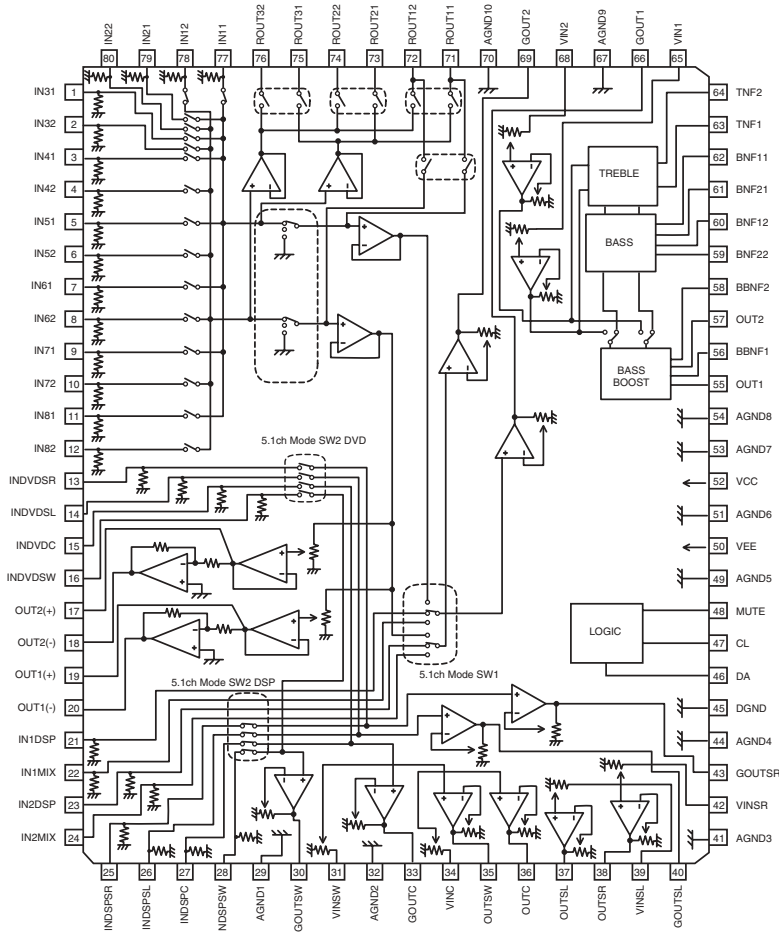 IN22
IN21
IN12
IN11
ROUT32
ROUT31
ROUT22
ROUT21
ROUT12
ROUT11
AGND10
GOUT2
VIN2
AGND9
GOUT1
VIN1
80
79
78
77
76
75
74
73
72
71
70
69
68
67
66
65
IN31 1
IN32 2
IN41 3
IN42 4
IN51 5
IN52 6
IN61 7
IN62 8
IN71 9
IN72 10
IN81 11
IN82 12
INDVDSR 13
INDVDSL 14
INDVDC 15
INDVDSW 16
OUT2(+) 17
OUT2(-) 18
OUT1(+) 19
OUT1(-) 20
IN1DSP 21
IN1MIX 22
IN2DSP 23
IN2MIX 24
64 TNF2
63 TNF1
62 BNF11
61 BNF21
60 BNF12
59 BNF22
58 BBNF2
57 OUT2
56 BBNF1
55 OUT1
54 AGND8
53 AGND7
52 VCC
51 AGND6
50 VEE
49 AGND5
48 MUTE
47 CL
46 DA
45 DGND
44 AGND4
43 GOUTSR
42 VINSR
41 AGND3
TREBLE
BASS
BASS
BOOST
LOGIC
5.1ch Mode SW2 DVD
5.1ch Mode SW2 DSP
5.1ch Mode SW1
+ -
25
26
27
28
29
30
31
32
33
34
35
36
37
38
39
40
INDSPSR
INDSPSL
INDSPC
NDSPSW
AGND1
GOUTSW
VINSW
AGND2
GOUTC
VINC
OUTSW
OUTC
OUTSL
OUTSR
VINSL
GOUTSL